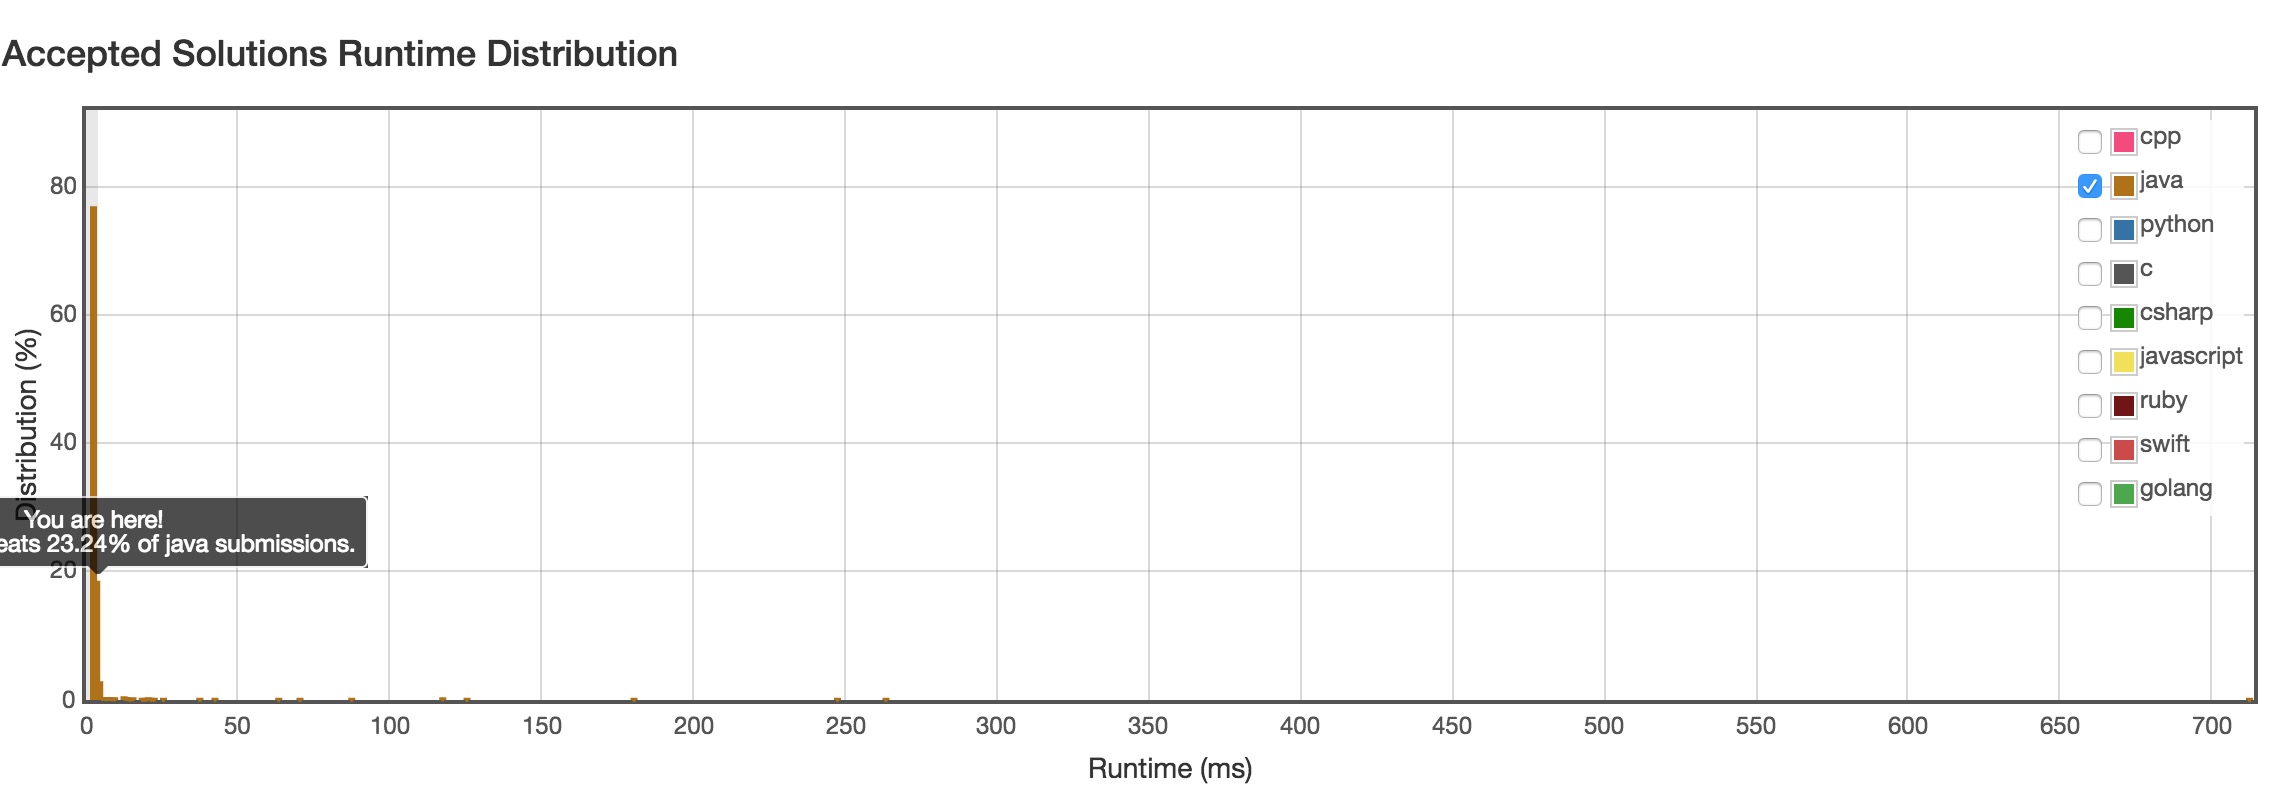 Accepted Solutions Runtime Distribution
cpp
java
python
c
csharp
javascript
ruby
swift
golang
80
60
40
20
0
Distribution (%)
You are here!
eats 23.24% of java submissions.
0 50 100 150 200 250 300 350 400 450 500 550 600 650 700
Runtime (ms)